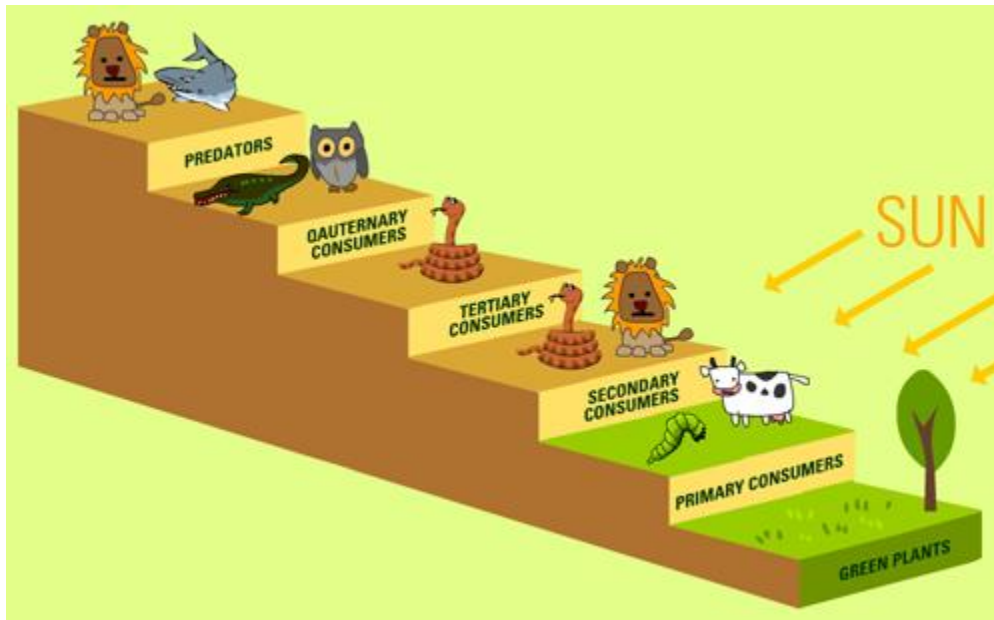 PREDATORS
QAUTERNARY
CONSUMERS
TERTIARY
CONSUMERS
SECONDARY
CONSUMERS
PRIMARY CONSUMERS
GREEN PLANTS
SUN